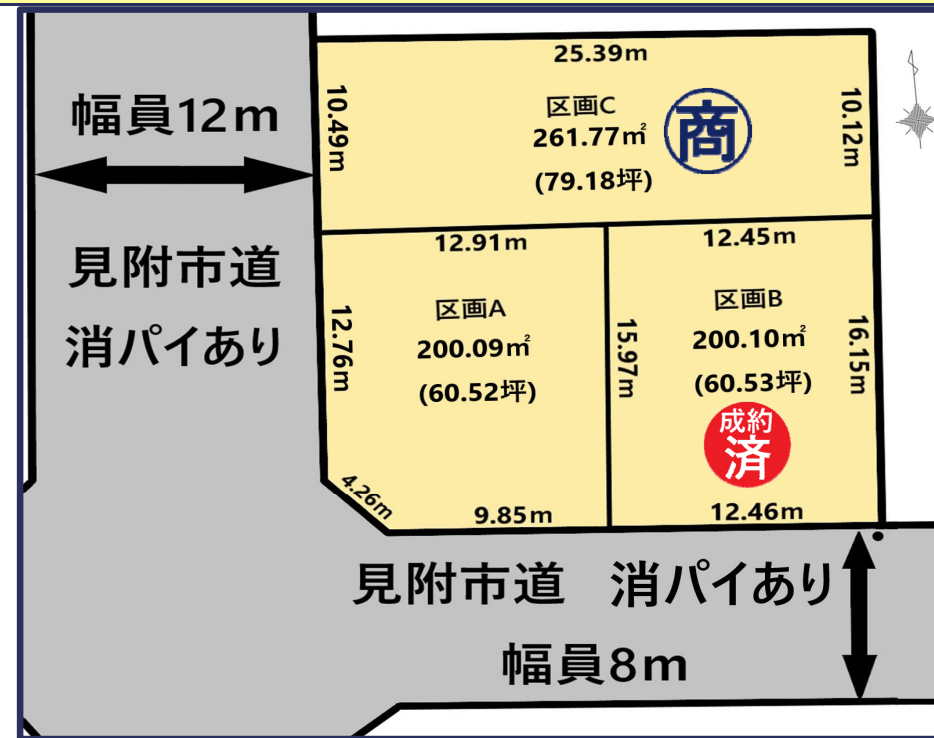 25.39m
幅員12m
10.49m
区画C
261.77㎡
(79.18坪)
商
10.12m
見附市道
消パイあり
12.91m
12.45m
12.76m
区画A
200.09㎡
(60.52坪)
15.97m
区画B
200.10㎡
(60.53坪)
16.15m
成約
済
4.26m
9.85m
12.46m
見附市道 消パイあり
幅員8m